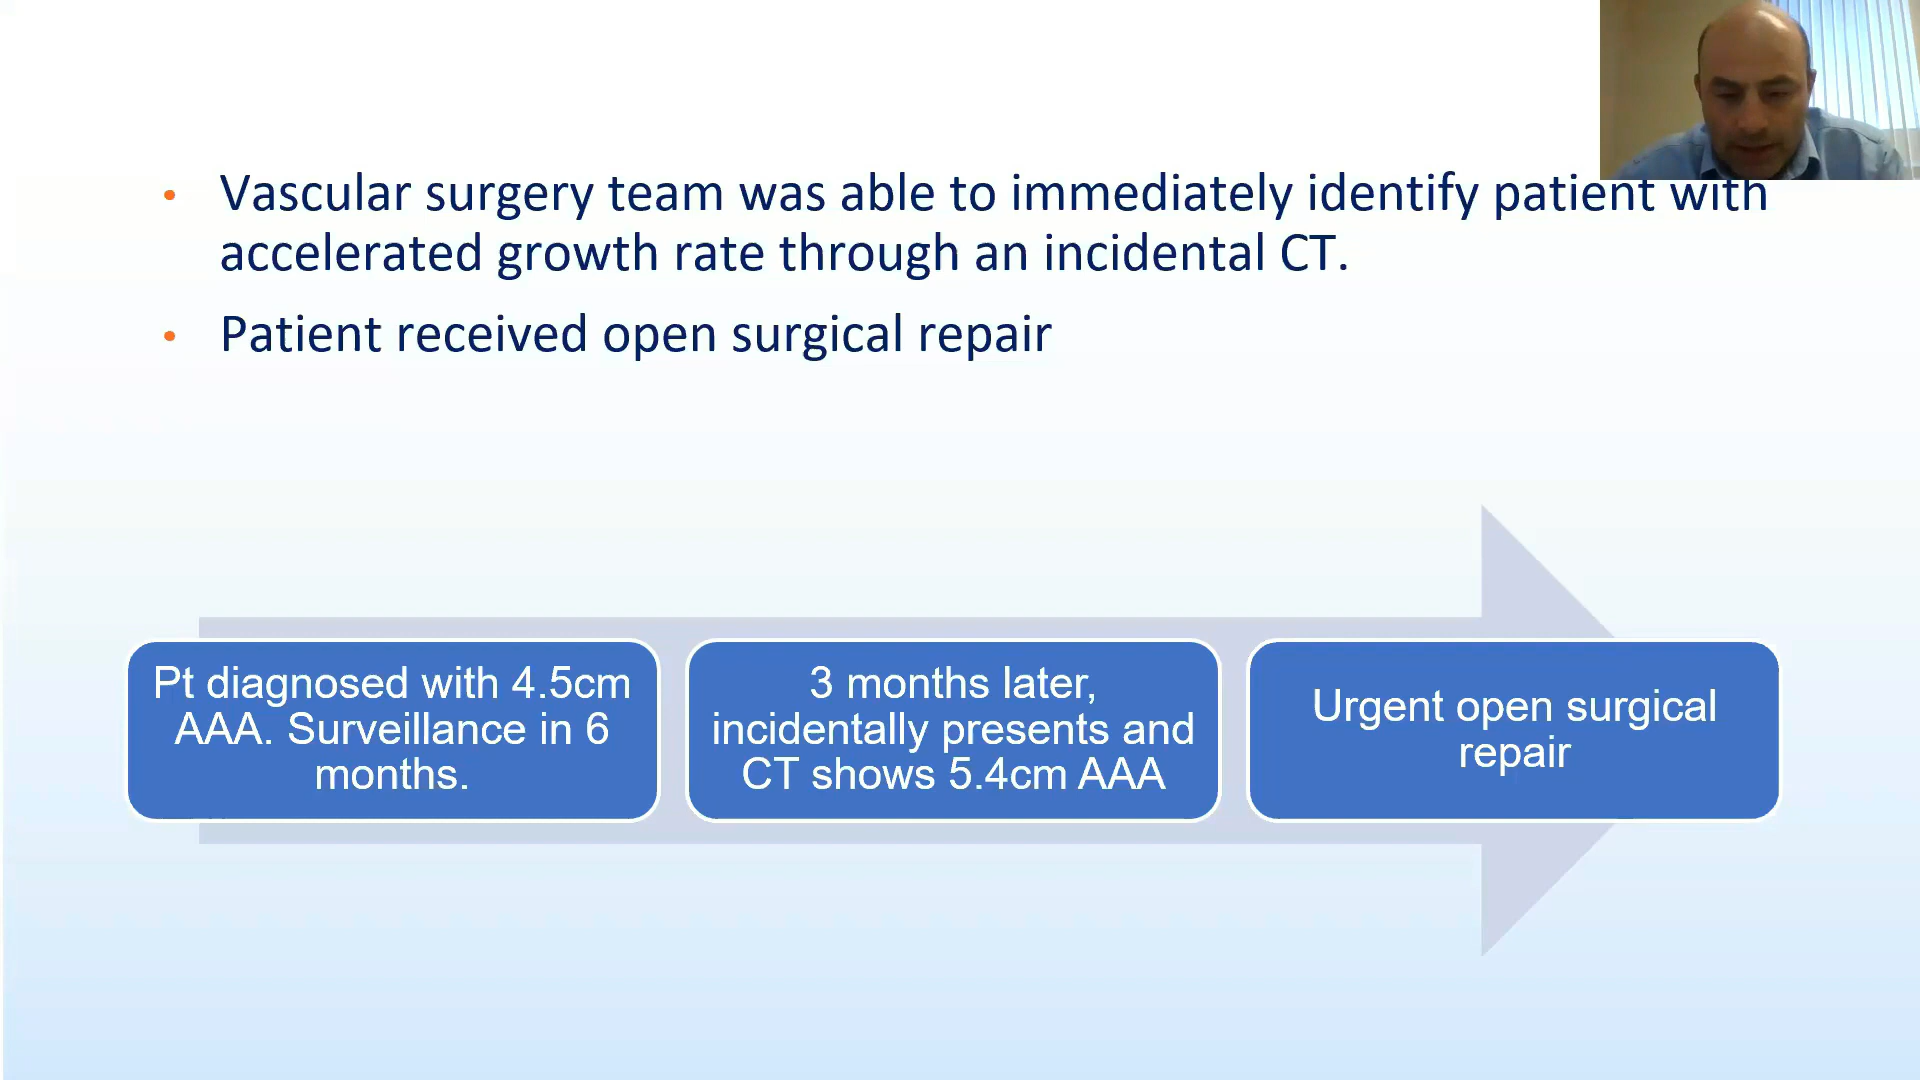 Vascular surgery team was able to immediately identify patient with
accelerated growth rate through an incidental CT.
Patient received open surgical repair
Pt diagnosed with 4.5cm
AAA. Surveillance in 6
months.
3 months later,
incidentally presents and
CT shows 5.4cm AAA
Urgent open surgical
repair